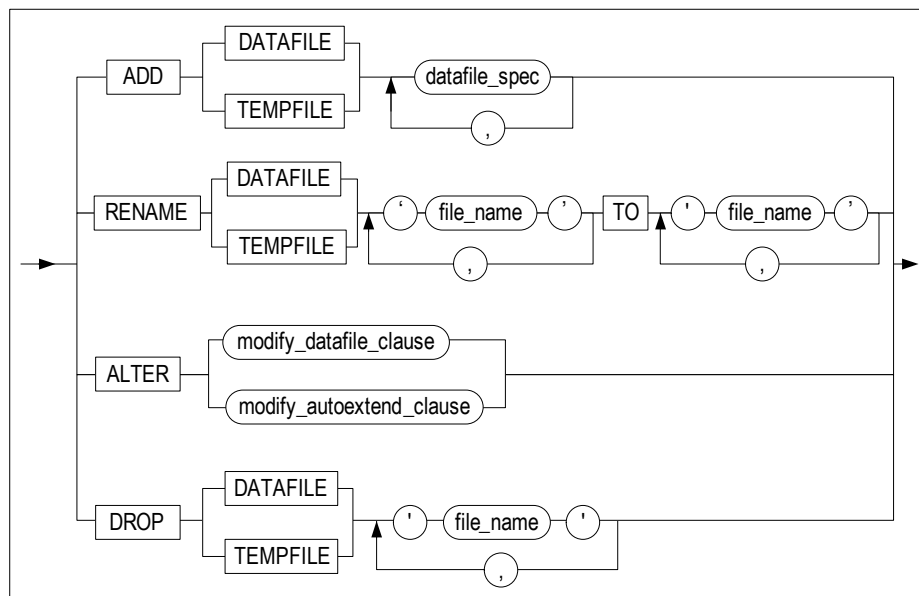 DATAFILE
ADD datafile_spec
TEMPFILE
,
DATAFILE
RENAME ‘ file_name ’ TO ' file_name ’
TEMPFILE
, ,
modify_datafile_clause
ALTER
modify_autoextend_clause
DATAFILE
DROP ' file_name '
TEMPFILE
,